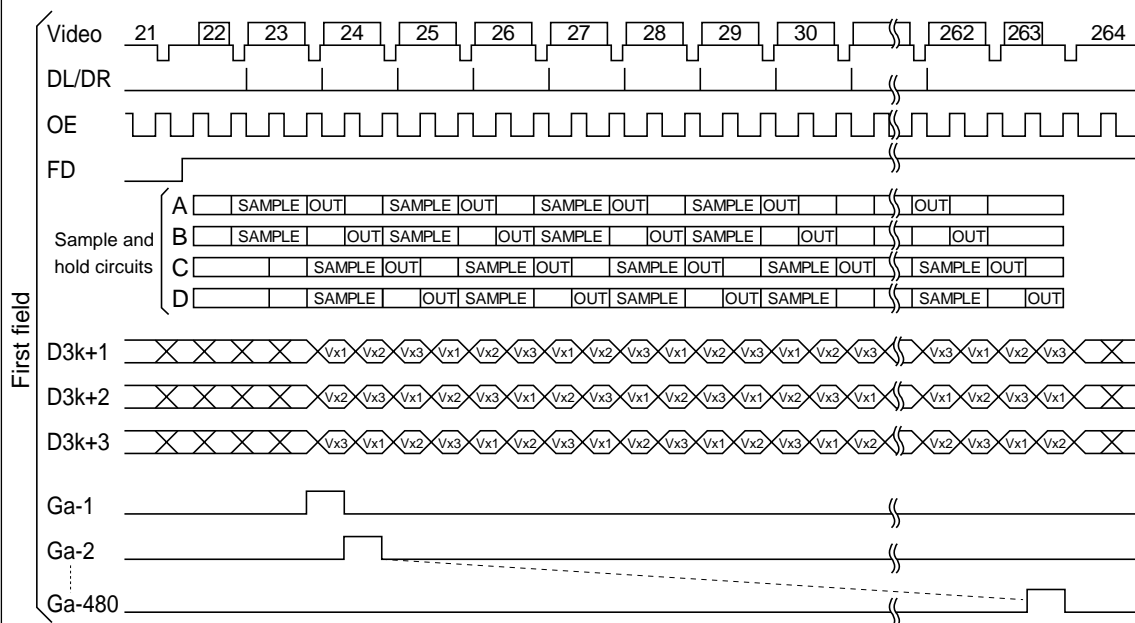 Video 21 22 23 24 25 26 27 28 29 30 262 263 264
DL/DR
OE
FD
A SAMPLE OUT SAMPLE OUT SAMPLE OUT SAMPLE OUT OUT
B SAMPLE OUT SAMPLE OUT SAMPLE OUT SAMPLE OUT OUT
Sample and
hold circuits
C SAMPLE OUT SAMPLE OUT SAMPLE OUT SAMPLE OUT SAMPLE OUT
D SAMPLE OUT SAMPLE OUT SAMPLE OUT SAMPLE OUT SAMPLE OUT
First field
D3k+1 Vx1 Vx2 Vx3 Vx1 Vx2 Vx3 Vx1 Vx2 Vx3 Vx1 Vx2 Vx3 Vx1 Vx2 Vx3 Vx3 Vx1 Vx2 Vx3
D3k+2 Vx2 Vx3 Vx1 Vx2 Vx3 Vx1 Vx2 Vx3 Vx1 Vx2 Vx3 Vx1 Vx2 Vx3 Vx1 Vx1 Vx2 Vx3 Vx1
D3k+3 Vx3 Vx1 Vx2 Vx3 Vx1 Vx2 Vx3 Vx1 Vx2 Vx3 Vx1 Vx2 Vx3 Vx1 Vx2 Vx2 Vx3 Vx1 Vx2
Ga-1
Ga-2
Ga-480